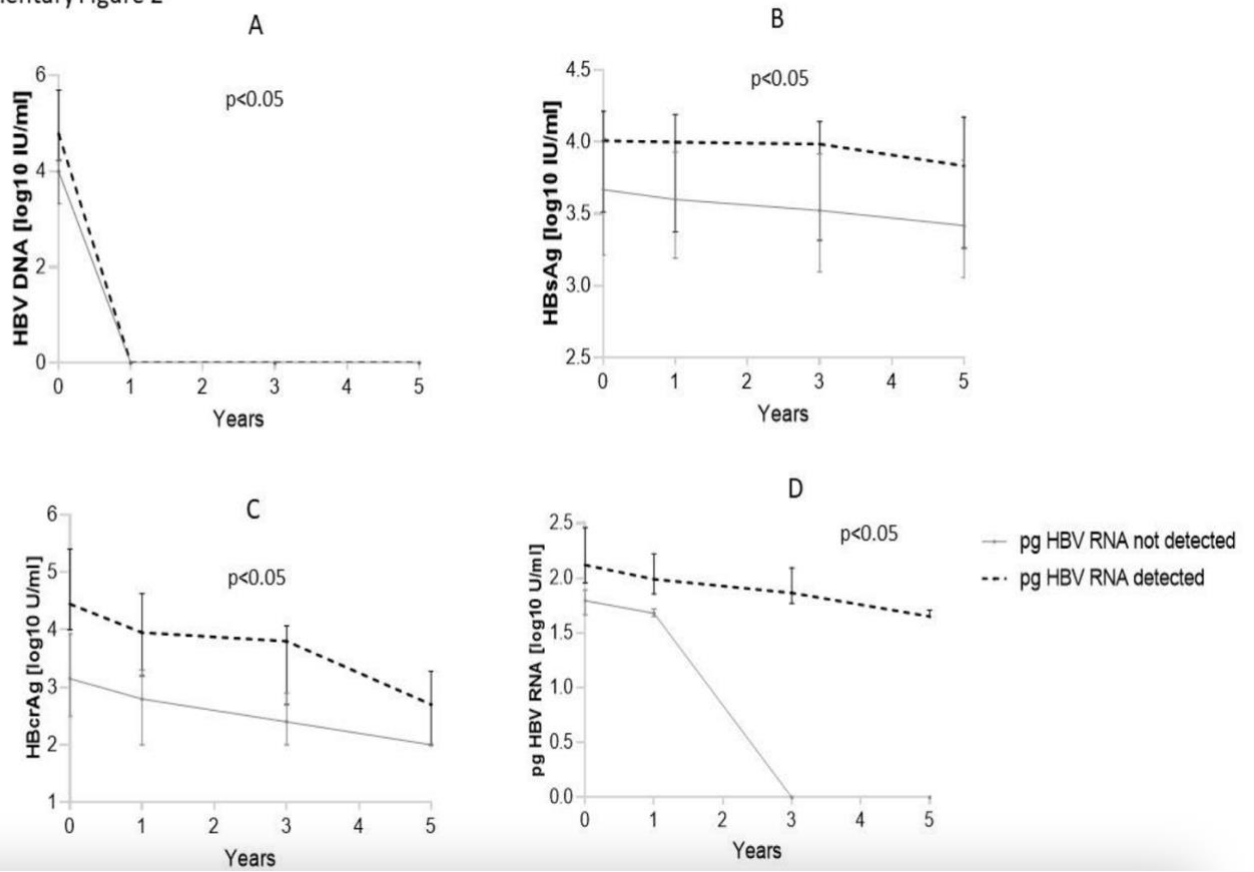 entary Figure 2
A
p<0.05
HBV DNA [log10 IU/ml]
6
4
2
0
0 1 2 3 4 5
Years
B
p<0.05
HBsAg [log10 IU/ml]
4.5
4.0
3.5
3.0
2.5
0 1 2 3 4 5
Years
C
p<0.05
HBcrAg [log10 U/ml]
6
5
4
3
2
1
0 1 2 3 4 5
Years
D
p<0.05
pg HBV RNA [log10 U/ml]
2.5
2.0
1.5
1.0
0.5
0.0
0 1 2 3 4 5
Years
pg HBV RNA not detected
pg HBV RNA detected